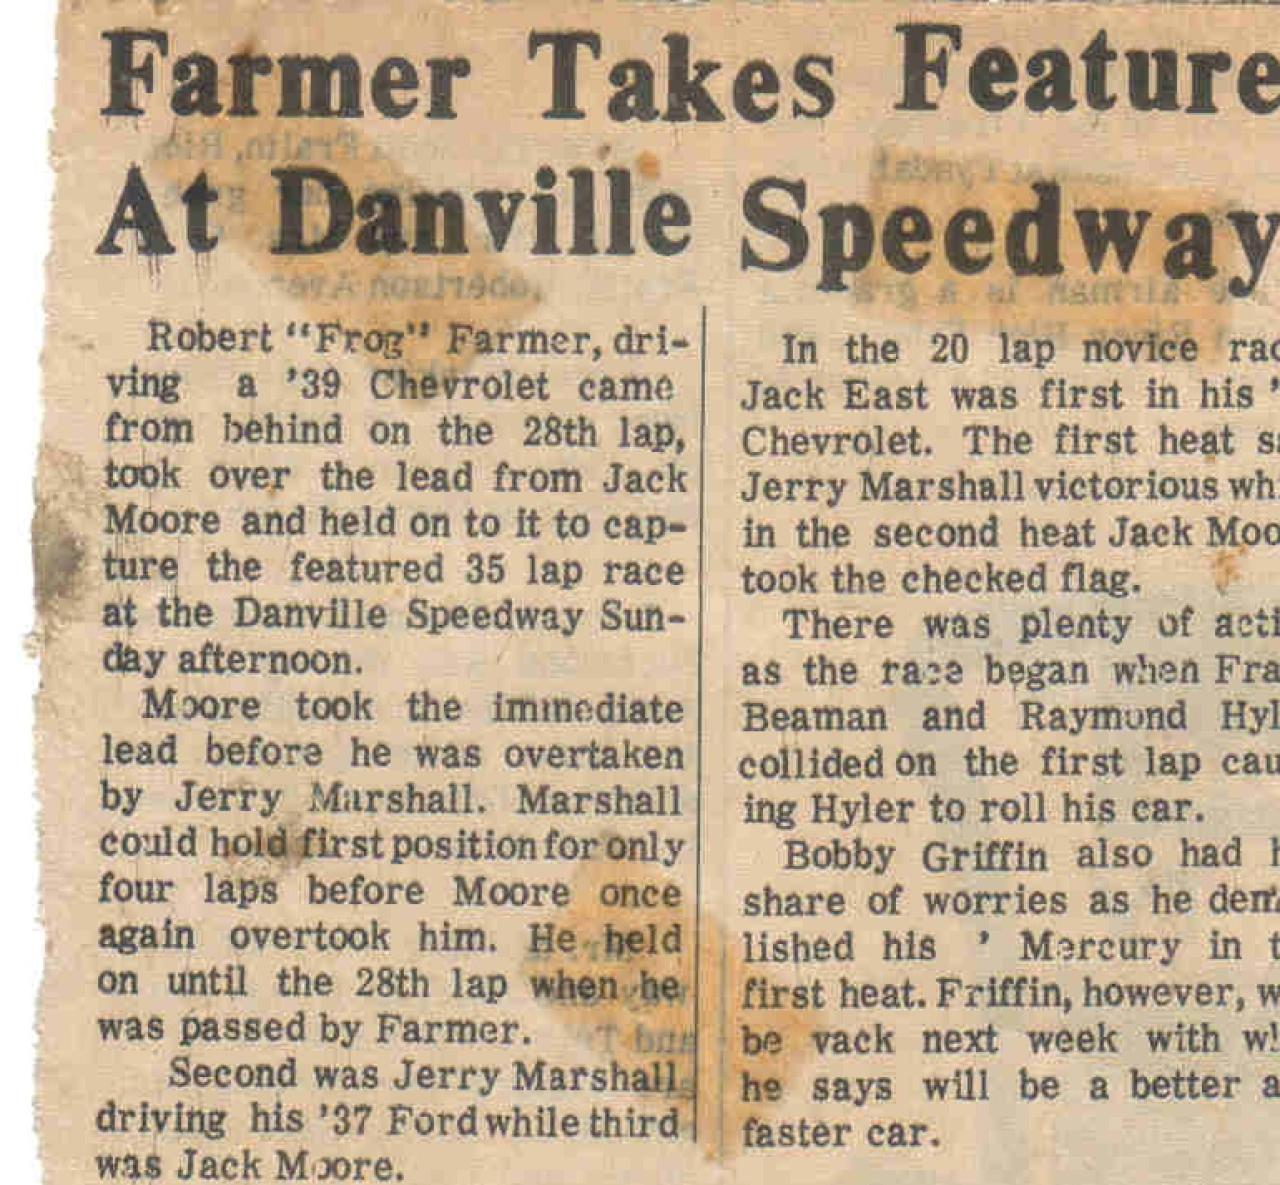 Farmer Takes Feature
At Danville Speedway
Robert "Frog" Farmer, dri-
ving a '39 Chevrolet came
from behind on the 28th lap,
took over the lead from Jack
Moore and held on to it to cap-
ture the featured 35 lap race
at the Danville Speedway Sun-
day afternoon.
Moore took the immediate
lead before he was overtaken
by Jerry Marshall. Marshall
could hold first position for only
four laps before Moore once
again overtook him. He held
on until the 28th lap when he
was passed by Farmer.
Second was Jerry Marshall
driving his '37 Ford while third
was Jack Moore.
In the 20 lap novice rac
Jack East was first in his '
Chevrolet. The first heat s
Jerry Marshall victorious wh
in the second heat Jack Moo
took the checked flag.
There was plenty of acti
as the race began when Fra
Beaman and Raymond Hyl
collided on the first lap cau
ing Hyler to roll his car.
Bobby Griffin also had h
share of worries as he dem
lished his ' Mercury in t
first heat. Friffin, however, w
be vack next week with w
he says will be a better a
faster car.